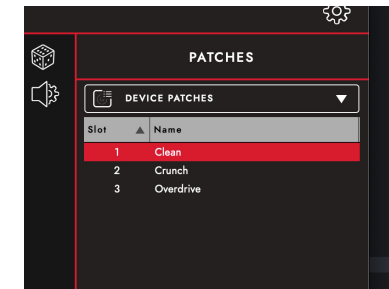 PATCHES
DEVICE PATCHES
Slot Name
1 Clean
2 Crunch
3 Overdrive